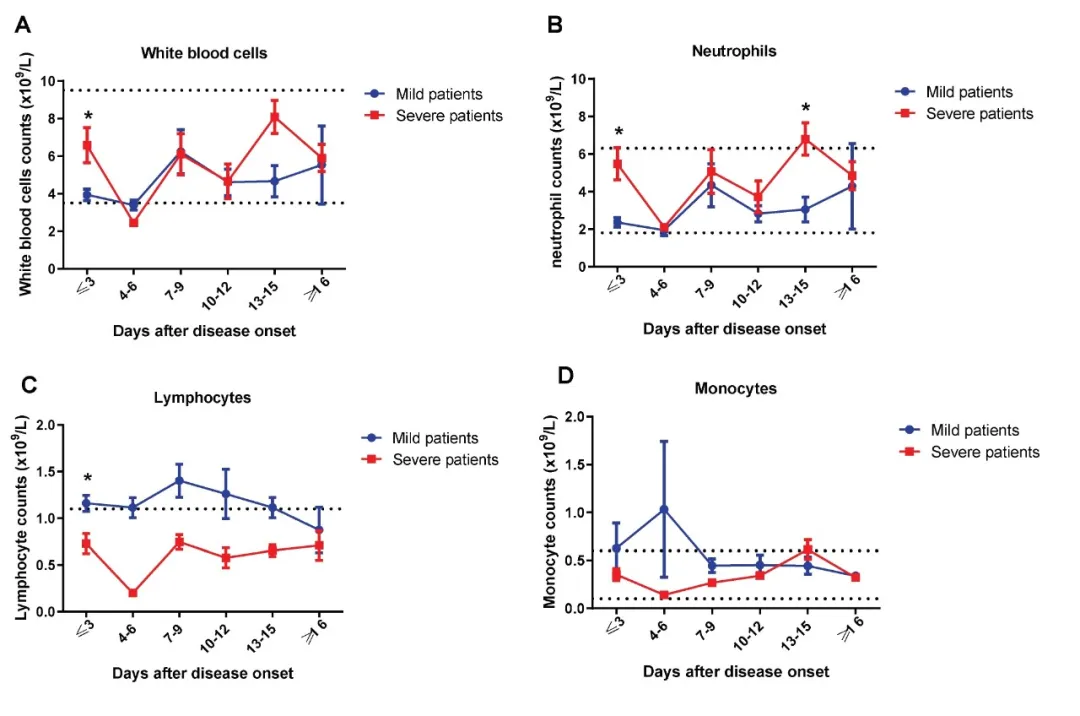 A
White blood cells
White blood cells counts (x10⁹/L)
10
8
6
4
2
0
*
Mild patients
Severe patients
⩽3
4-6
7-9
10-12
13-15
⩾16
Days after disease onset
B
Neutrophils
neutrophil counts (x10⁹/L)
10
8
6
4
2
0
*
*
Mild patients
Severe patients
⩽3
4-6
7-9
10-12
13-15
⩾16
Days after disease onset
C
Lymphocytes
Lymphocyte counts (x10⁹/L)
2.0
1.5
1.0
0.5
0.0
*
Mild patients
Severe patients
⩽3
4-6
7-9
10-12
13-15
⩾16
Days after disease onset
D
Monocytes
Monocyte counts (x10⁹/L)
2.0
1.5
1.0
0.5
0.0
Mild patients
Severe patients
⩽3
4-6
7-9
10-12
13-15
⩾16
Days after disease onset